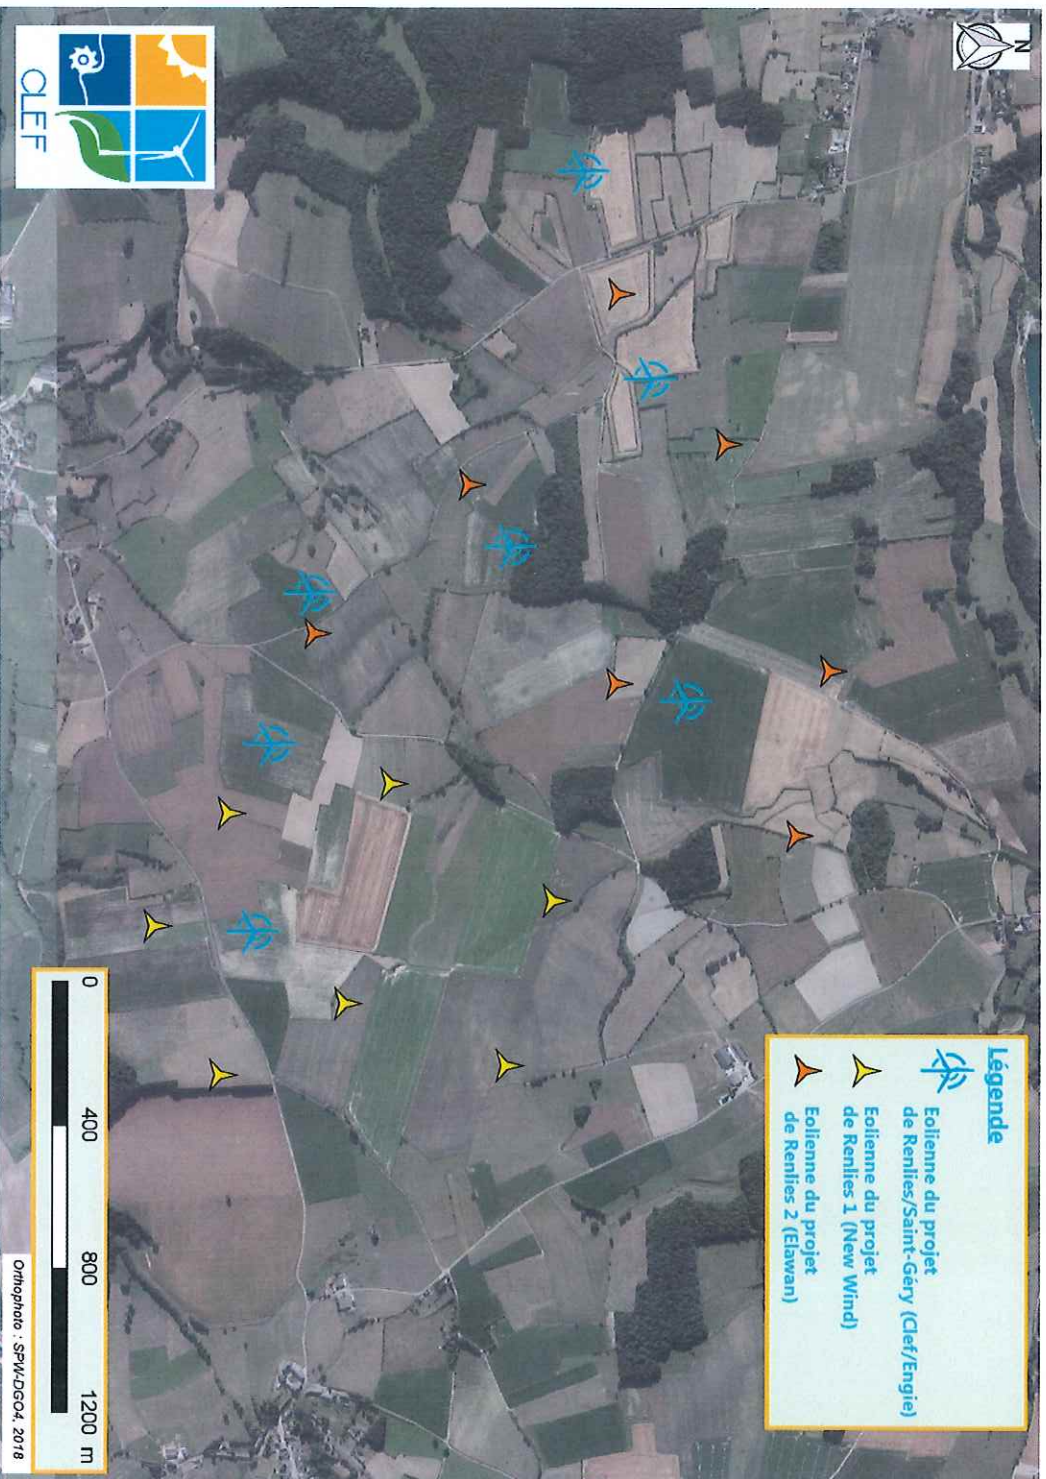 N
Légende
Eolienne du projet
de Renlies/Saint-Géry (Clef/Engie)
Eolienne du projet
de Renlies 1 (New Wind)
Eolienne du projet
de Renlies 2 (Elawan)
CLEF
0 400 800 1200 m
Orthophoto : SPW-DGO4, 2018